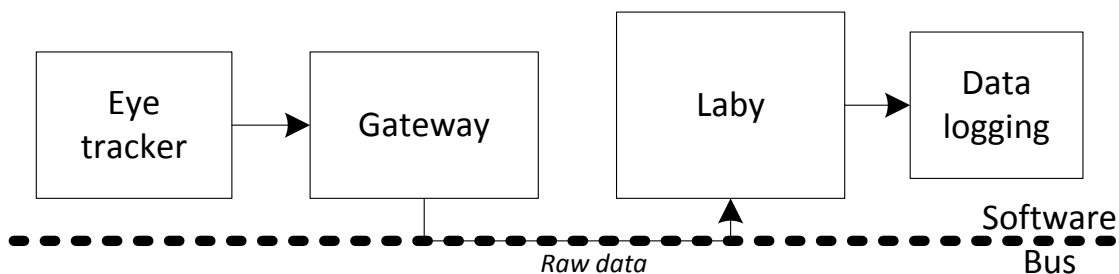 Eye
tracker
Gateway
Laby
Data
logging
Software
Bus
Raw data